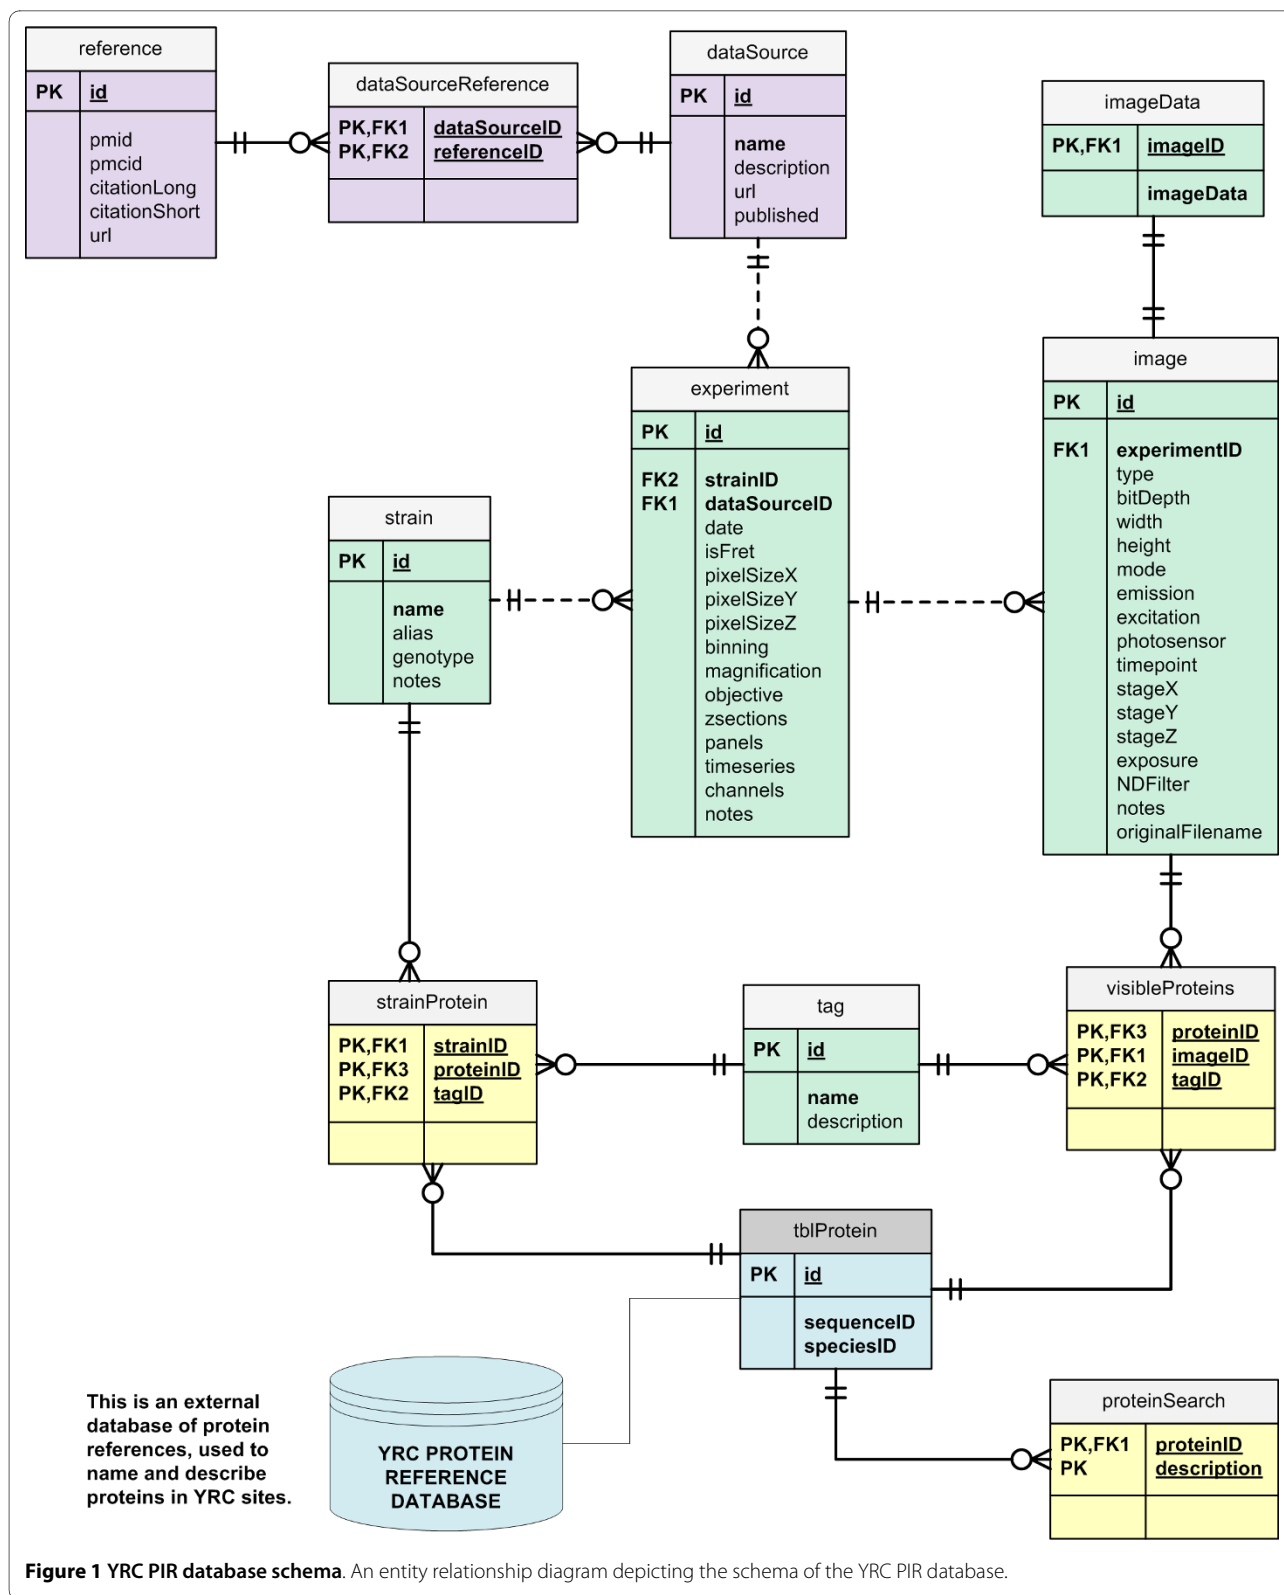 reference
PK id
pmid
pmcid
citationLong
citationShort
url
dataSourceReference
PK,FK1 dataSourceID
PK,FK2 referenceID
dataSource
PK id
name
description
url
published
imageData
PK,FK1 imageID
imageData
experiment
PK id
FK2 strainID
FK1 dataSourceID
date
isFret
pixelSizeX
pixelSizeY
pixelSizeZ
binning
magnification
objective
zsections
panels
timeseries
channels
notes
image
PK id
FK1 experimentID
type
bitDepth
width
height
mode
emission
excitation
photosensor
timepoint
stageX
stageY
stageZ
exposure
NDFilter
notes
originalFilename
strain
PK id
name
alias
genotype
notes
strainProtein
PK,FK1 strainID
PK,FK3 proteinID
PK,FK2 tagID
tag
PK id
name
description
visibleProteins
PK,FK3 proteinID
PK,FK1 imageID
PK,FK2 tagID
tblProtein
PK id
sequenceID
speciesID
This is an external
database of protein
references, used to
name and describe
proteins in YRC sites.
YRC PROTEIN
REFERENCE
DATABASE
proteinSearch
PK,FK1 proteinID
PK description
Figure 1 YRC PIR database schema. An entity relationship diagram depicting the schema of the YRC PIR database.